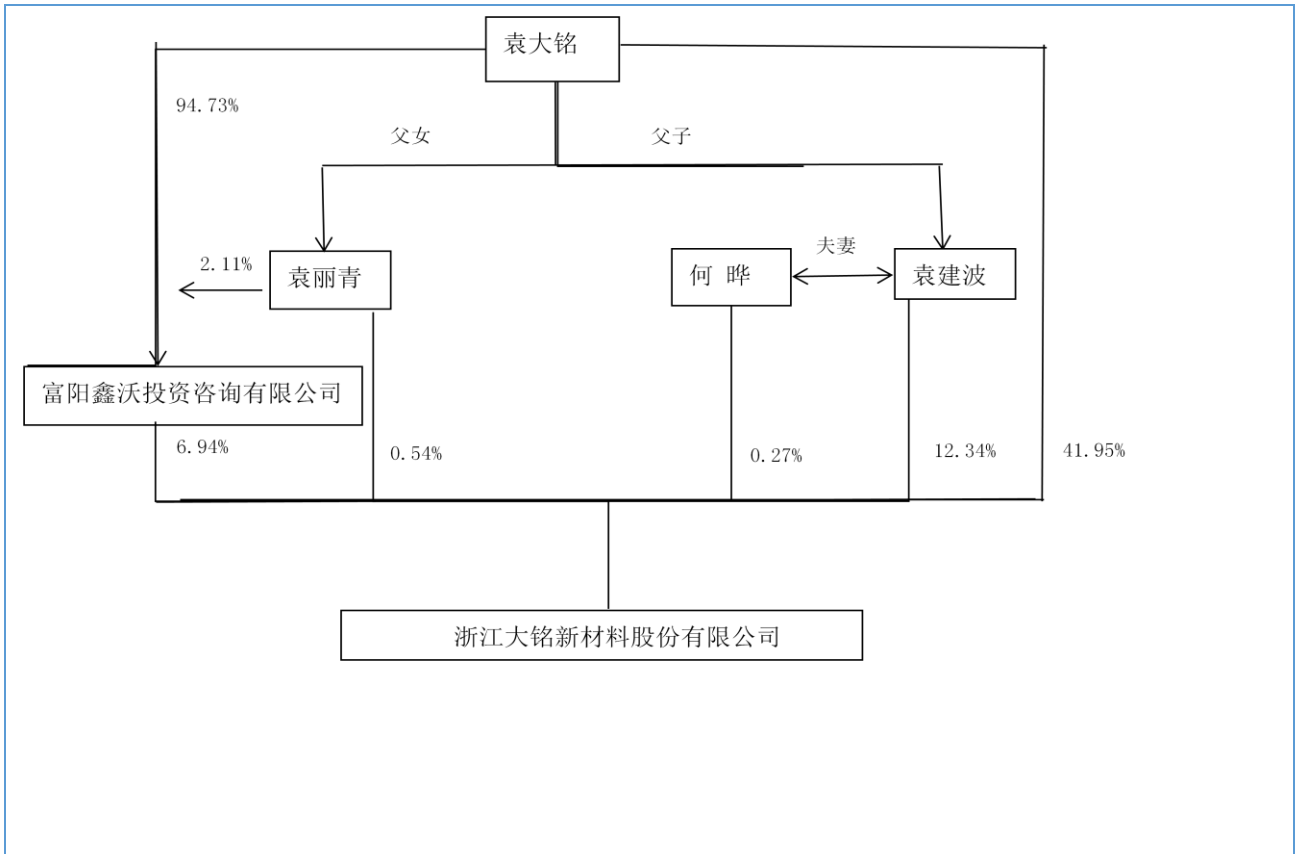 袁大铭
94.73%
父女
父子
夫妻
2.11%
袁丽青
何 晔
袁建波
富阳鑫沃投资咨询有限公司
6.94%
0.54%
0.27%
12.34%
41.95%
浙江大铭新材料股份有限公司